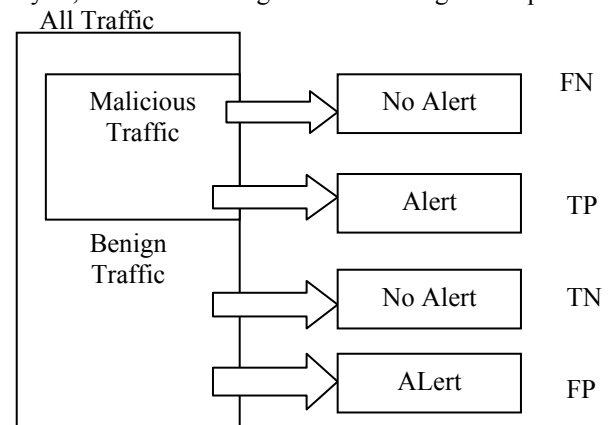 All Traffic
Malicious
Traffic
No Alert
FN
Alert
TP
Benign
Traffic
No Alert
TN
ALert
FP